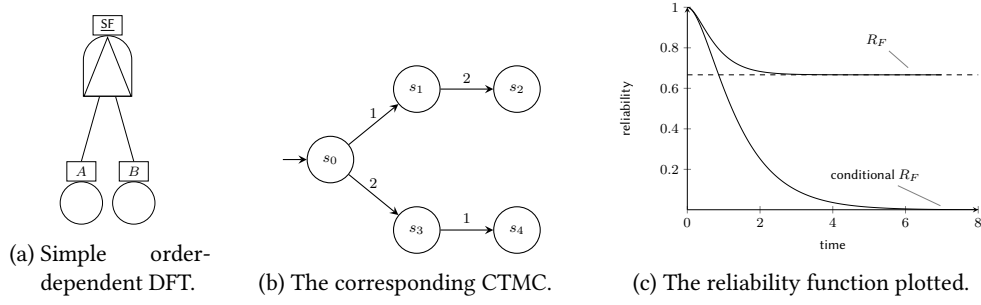 SF
A
B
(a) Simple order-
dependent DFT.
s0
s1
s2
s3
s4
1
2
2
1
(b) The corresponding CTMC.
1
0.8
0.6
0.4
0.2
0
2
4
6
8
reliability
time
RF
conditional RF
(c) The reliability function plotted.